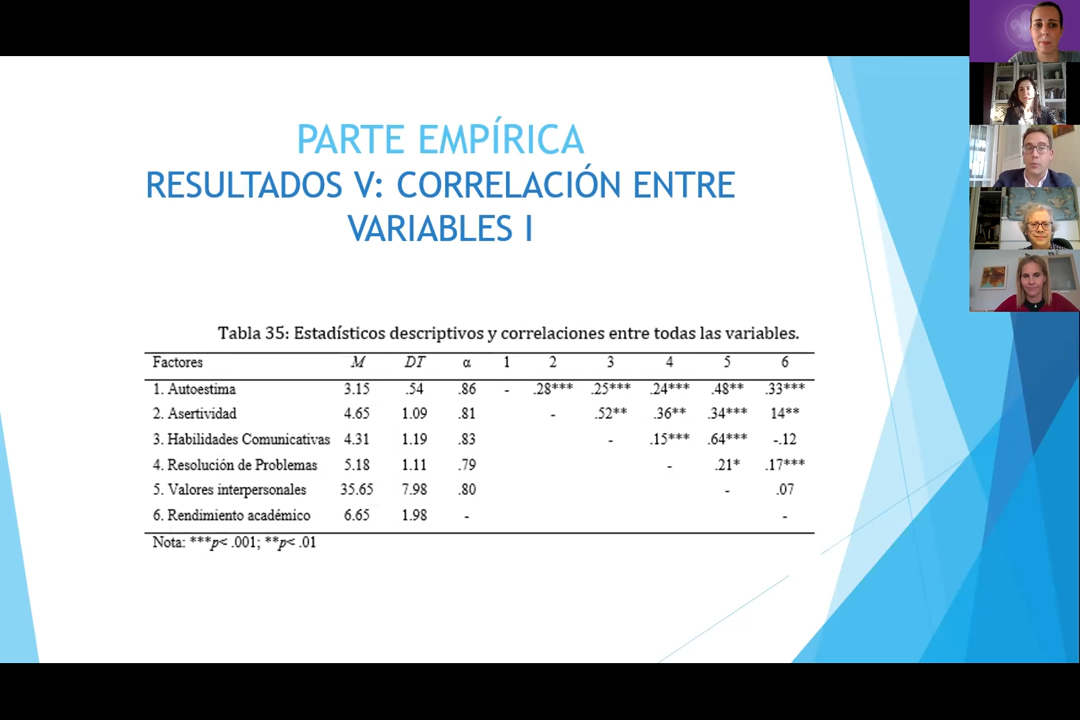 PARTE EMPÍRICA
RESULTADOS V: CORRELACIÓN ENTRE
VARIABLES I
Tabla 35: Estadísticos descriptivos y correlaciones entre todas las variables.
Factores M DT α 1 2 3 4 5 6
1. Autoestima 3.15 .54 .86 - .28*** .25*** .24*** .48** .33***
2. Asertividad 4.65 1.09 .81 - .52** .36** .34*** 14**
3. Habilidades Comunicativas 4.31 1.19 .83 - .15*** .64*** -.12
4. Resolución de Problemas 5.18 1.11 .79 - .21* .17***
5. Valores interpersonales 35.65 7.98 .80 - .07
6. Rendimiento académico 6.65 1.98 - -
Nota: ***p< .001; **p< .01